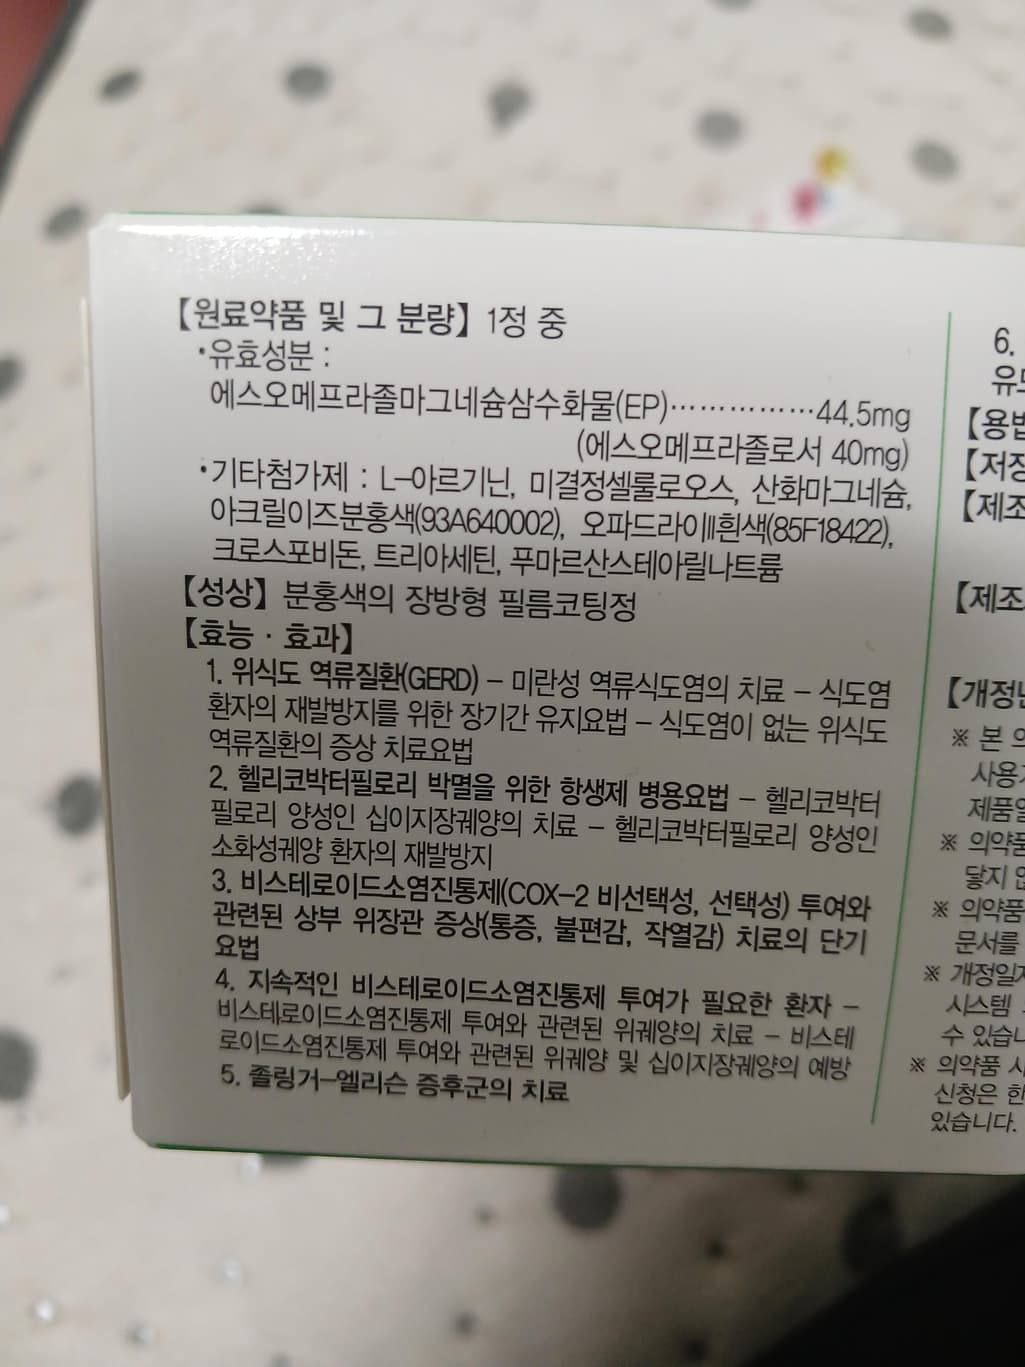 【원료약품 및 그 분량】 1정 중
•유효성분 :
에스오메프라졸마그네슘삼수화물(EP)……………44.5mg
(에스오메프라졸로서 40mg)
•기타첨가제 : L-아르기닌, 미결정셀룰로오스, 산화마그네슘,
아크릴이즈분홍색(93A640002), 오파드라이II흰색(85F18422),
크로스포비돈, 트리아세틴, 푸마르산스테아릴나트륨
【성상】 분홍색의 장방형 필름코팅정
【효능 · 효과】
1. 위식도 역류질환(GERD) – 미란성 역류식도염의 치료 – 식도염
환자의 재발방지를 위한 장기간 유지요법 – 식도염이 없는 위식도
역류질환의 증상 치료요법
2. 헬리코박터필로리 박멸을 위한 항생제 병용요법 – 헬리코박터
필로리 양성인 십이지장궤양의 치료 – 헬리코박터필로리 양성인
소화성궤양 환자의 재발방지
3. 비스테로이드소염진통제(COX-2 비선택성, 선택성) 투여와
관련된 상부 위장관 증상(통증, 불편감, 작열감) 치료의 단기
요법
4. 지속적인 비스테로이드소염진통제 투여가 필요한 환자 –
비스테로이드소염진통제 투여와 관련된 위궤양의 치료 – 비스테
로이드소염진통제 투여와 관련된 위궤양 및 십이지장궤양의 예방
5. 졸링거-엘리슨 증후군의 치료
6.
【저장
【제조
【제조
【개정
※ 본 의
제품일
※ 의약품
닿지
※ 의약품
문서를
※ 개정일
시스템
수 있습니
※ 의약품
신청은 한
있습니다.